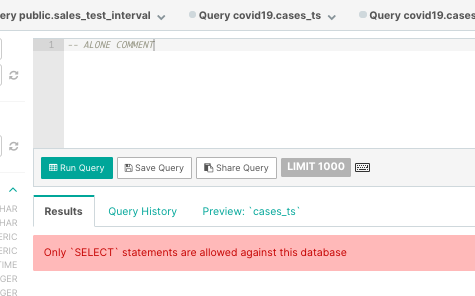 ery public.sales_test_interval
Query covid19.cases_ts
Query covid19.cases
1 -- ALONE COMMENT
Run Query
Save Query
Share Query
LIMIT 1000
Results
Query History
Preview: `cases_ts`
HAR
HAR
ERIC
ERIC
TIME
GER
GER
Only `SELECT` statements are allowed against this database